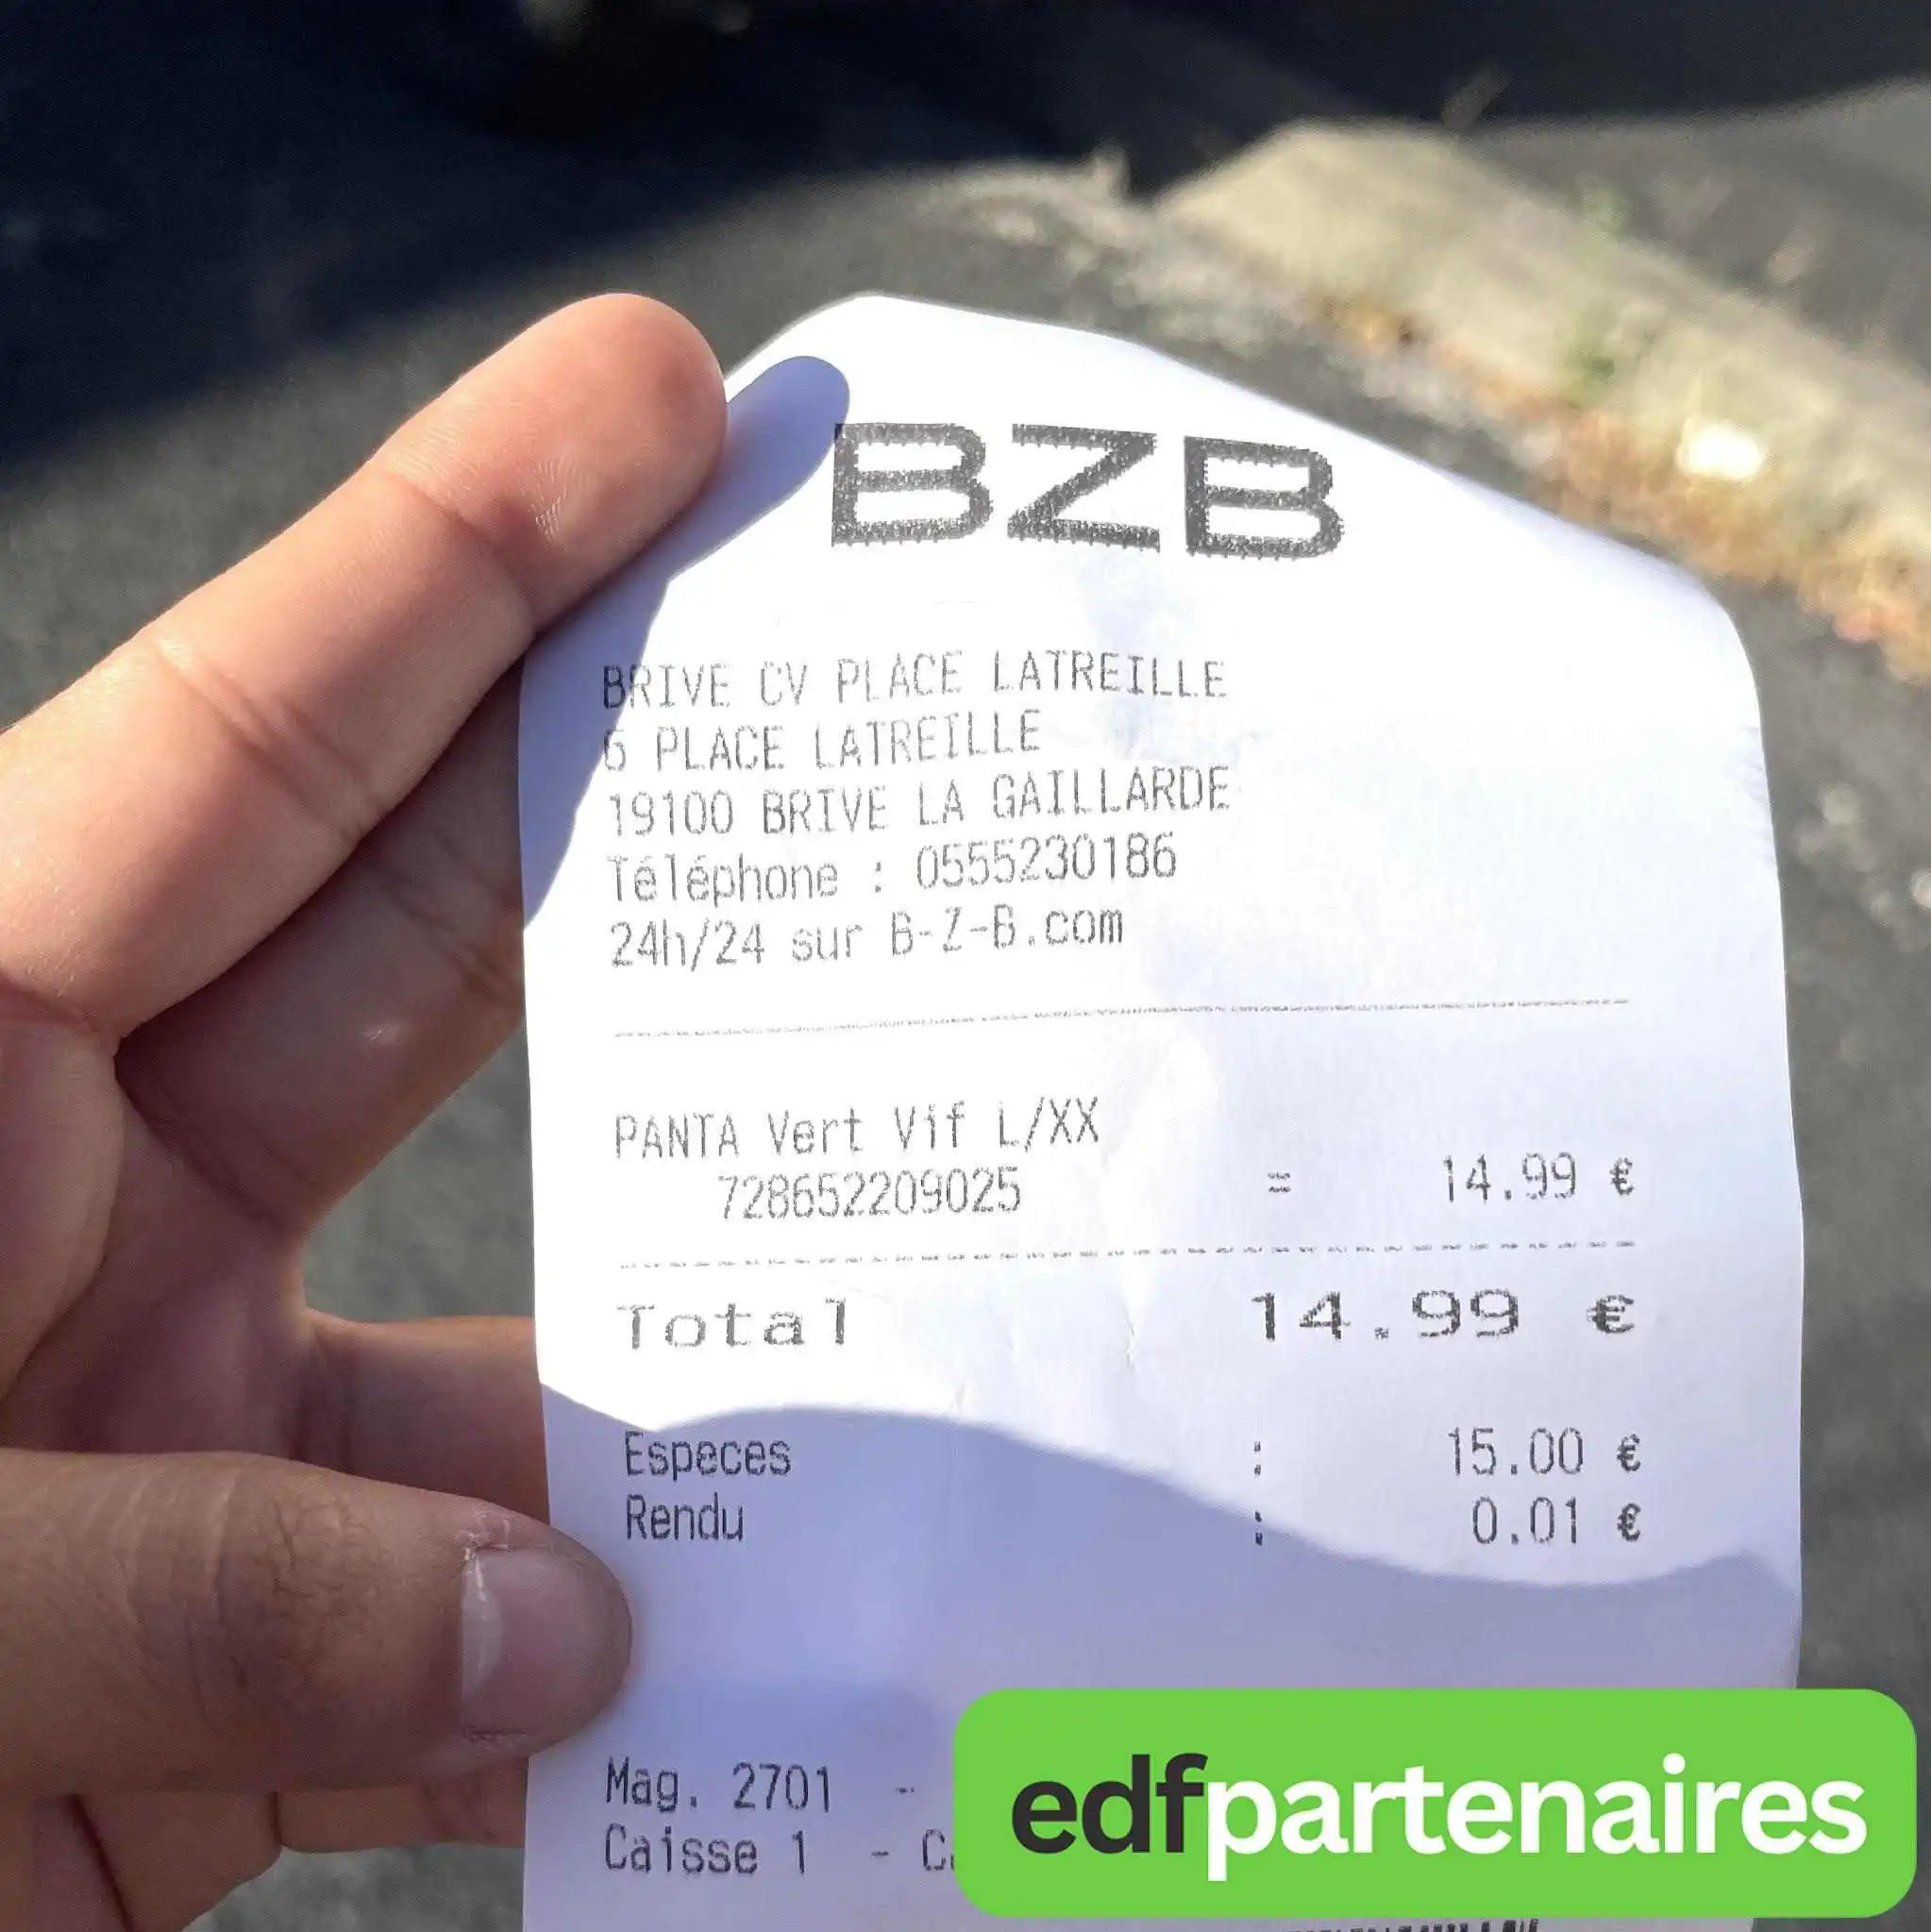 BZB
BRIVE CV PLACE LATREILLE
6 PLACE LATREILLE
19100 BRIVE LA GAILLARDE
Téléphone : 0555230186
24h/24 sur B-Z-B.com
PANTA Vert Vif L/XX
728652209025 = 14.99 €
Total 14.99 €
Especes : 15.00 €
Rendu : 0.01 €
Mag. 2701 -
Caisse 1 -
edfpartenaires